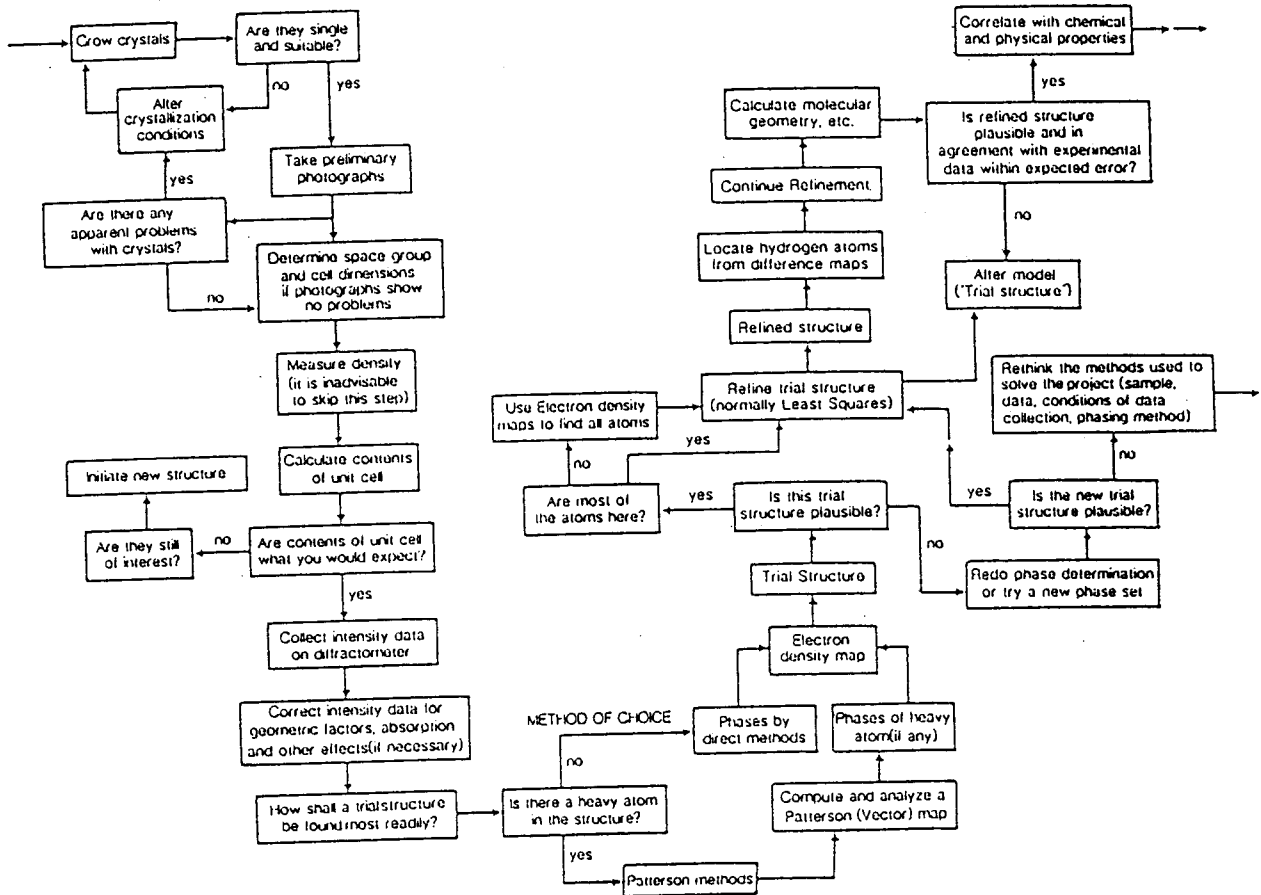 Grow crystals
Are they single
and suitable?
no
yes
Alter
crystallization
conditions
Take preliminary
photographs
yes
Are there any
apparent problems
with crystals?
no
Determine space group
and cell dimensions
if photographs show
no problems
Measure density
(it is inadvisable
to skip this step)
Calculate contents
of unit cell
Initiate new structure
Are they still
of interest?
no
Are contents of unit cell
what you would expect?
yes
Collect intensity data
on diffractometer
Correct intensity data for
geometric factors, absorption
and other effects(if necessary)
How shall a trial structure
be found most readily?
Is there a heavy atom
in the structure?
no
METHOD OF CHOICE
yes
Patterson methods
Phases by
direct methods
Compute and analyze a
Patterson (Vector) map
Phases of heavy
atom(if any)
Electron
density map
Trial Structure
Is this trial
structure plausible?
yes
no
Are most of
the atoms here?
no
yes
Use Electron density
maps to find all atoms
Redo phase determination
or try a new phase set
Is the new trial
structure plausible?
yes
no
Rethink the methods used to
solve the project (sample,
data, conditions of data
collection, phasing method)
Refine trial structure
(normally Least Squares)
Refined structure
Locate hydrogen atoms
from difference maps
Continue Refinement.
Calculate molecular
geometry, etc.
Is refined structure
plausible and in
agreement with experimental
data within expected error?
no
Alter model
("Trial structure")
yes
Correlate with chemical
and physical properties